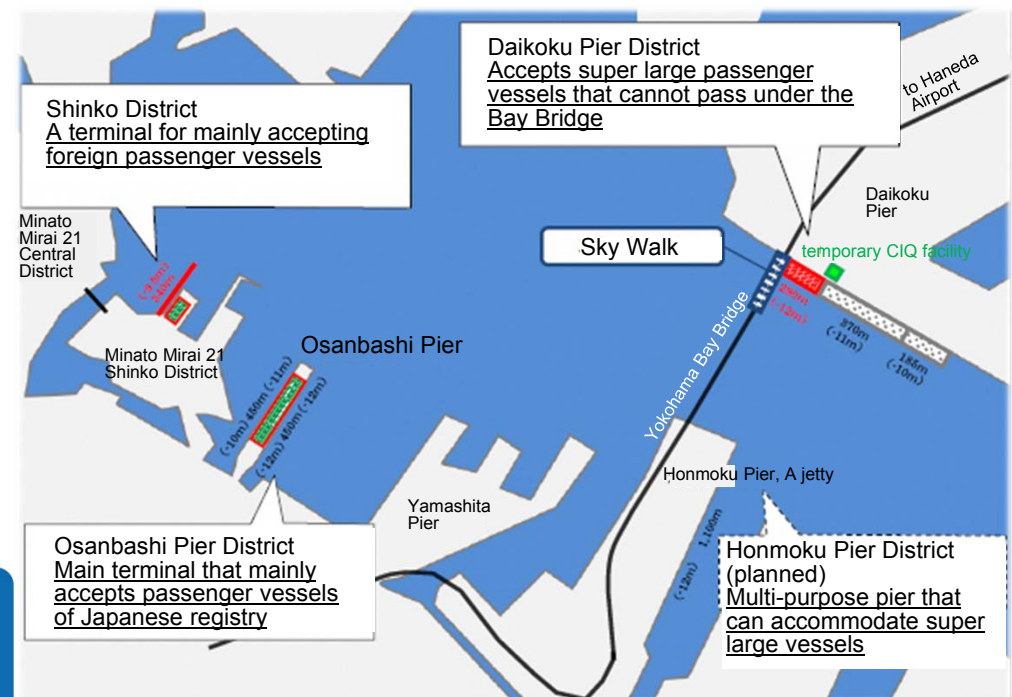 Daikoku Pier District
Accepts super large passenger
vessels that cannot pass under the
Bay Bridge
to Haneda
Airport
Shinko District
A terminal for mainly accepting
foreign passenger vessels
Daikoku
Pier
Minato
Mirai 21
Central
District
Sky Walk
temporary CIQ facility
(-9.5m)
340m
290m
(-12m)
370m
(-11m)
185m
(-10m)
Yokohama Bay Bridge
Minato Mirai 21
Shinko District
Osanbashi Pier
(-10m) 450m (-11m)
(-12m) 450m (-12m)
Honmoku Pier, A jetty
Yamashita
Pier
1,100m
(-12m)
Osanbashi Pier District
Main terminal that mainly
accepts passenger vessels
of Japanese registry
Honmoku Pier District
(planned)
Multi-purpose pier that
can accommodate super
large vessels